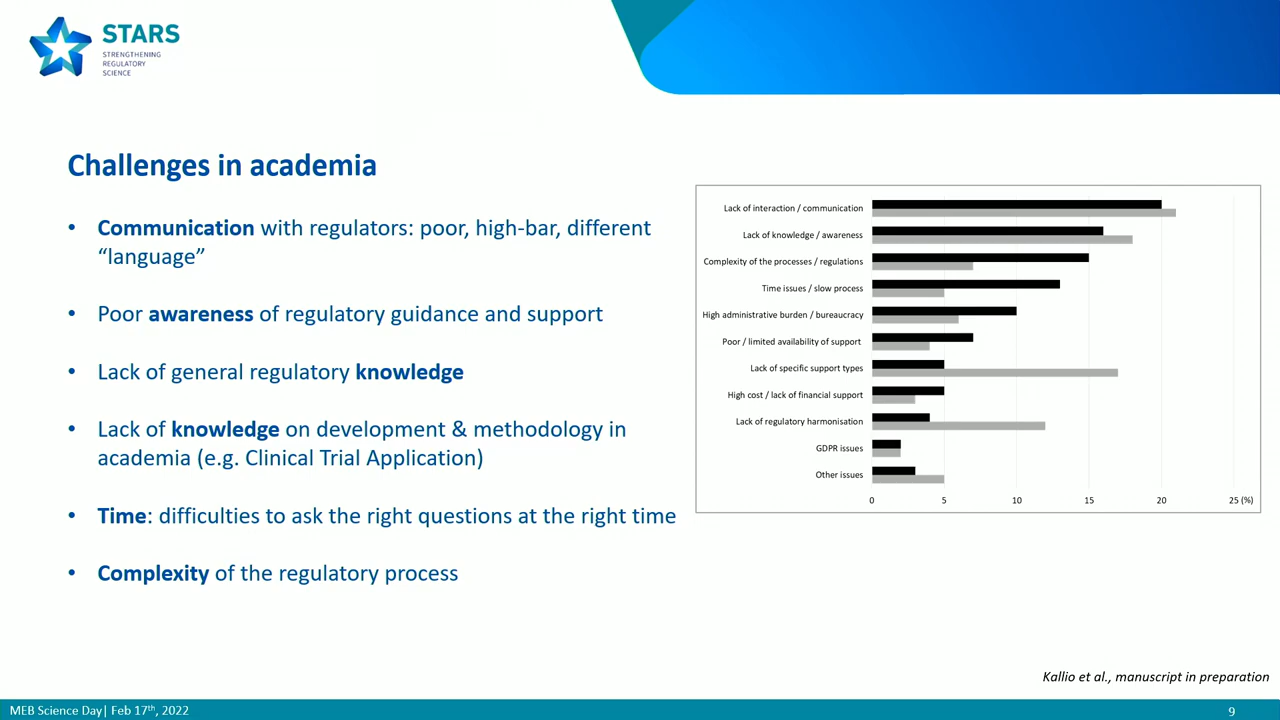 STARS
STRENGTHENING
REGULATORY
SCIENCE
Challenges in academia
• Communication with regulators: poor, high-bar, different
“language”
• Poor awareness of regulatory guidance and support
• Lack of general regulatory knowledge
• Lack of knowledge on development & methodology in
academia (e.g. Clinical Trial Application)
• Time: difficulties to ask the right questions at the right time
• Complexity of the regulatory process
Lack of interaction / communication
Lack of knowledge / awareness
Complexity of the processes / regulations
Time issues / slow process
High administrative burden / bureaucracy
Poor / limited availability of support
Lack of specific support types
High cost / lack of financial support
Lack of regulatory harmonisation
GDPR issues
Other issues
0 5 10 15 20 25 (%)
Kallio et al., manuscript in preparation
MEB Science Day| Feb 17th, 2022
9